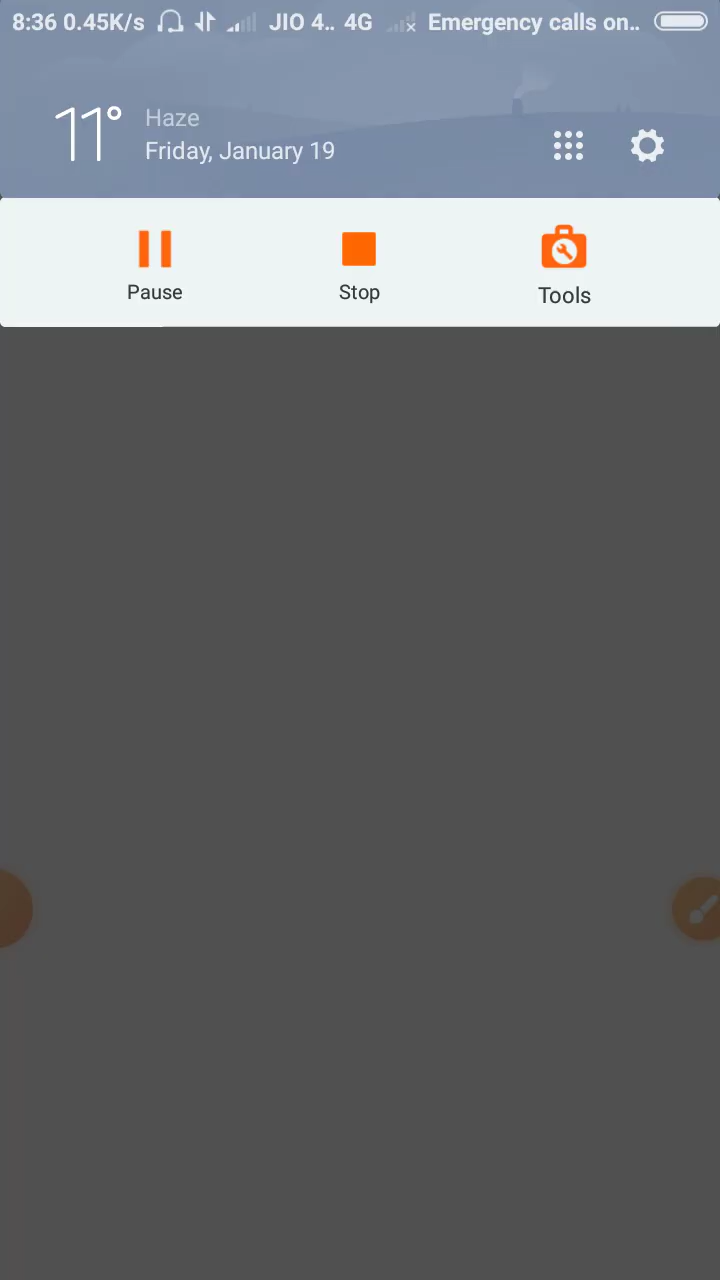 8:36 0.45K/s JIO 4.. 4G Emergency calls on..
11° Haze
Friday, January 19
Pause Stop Tools